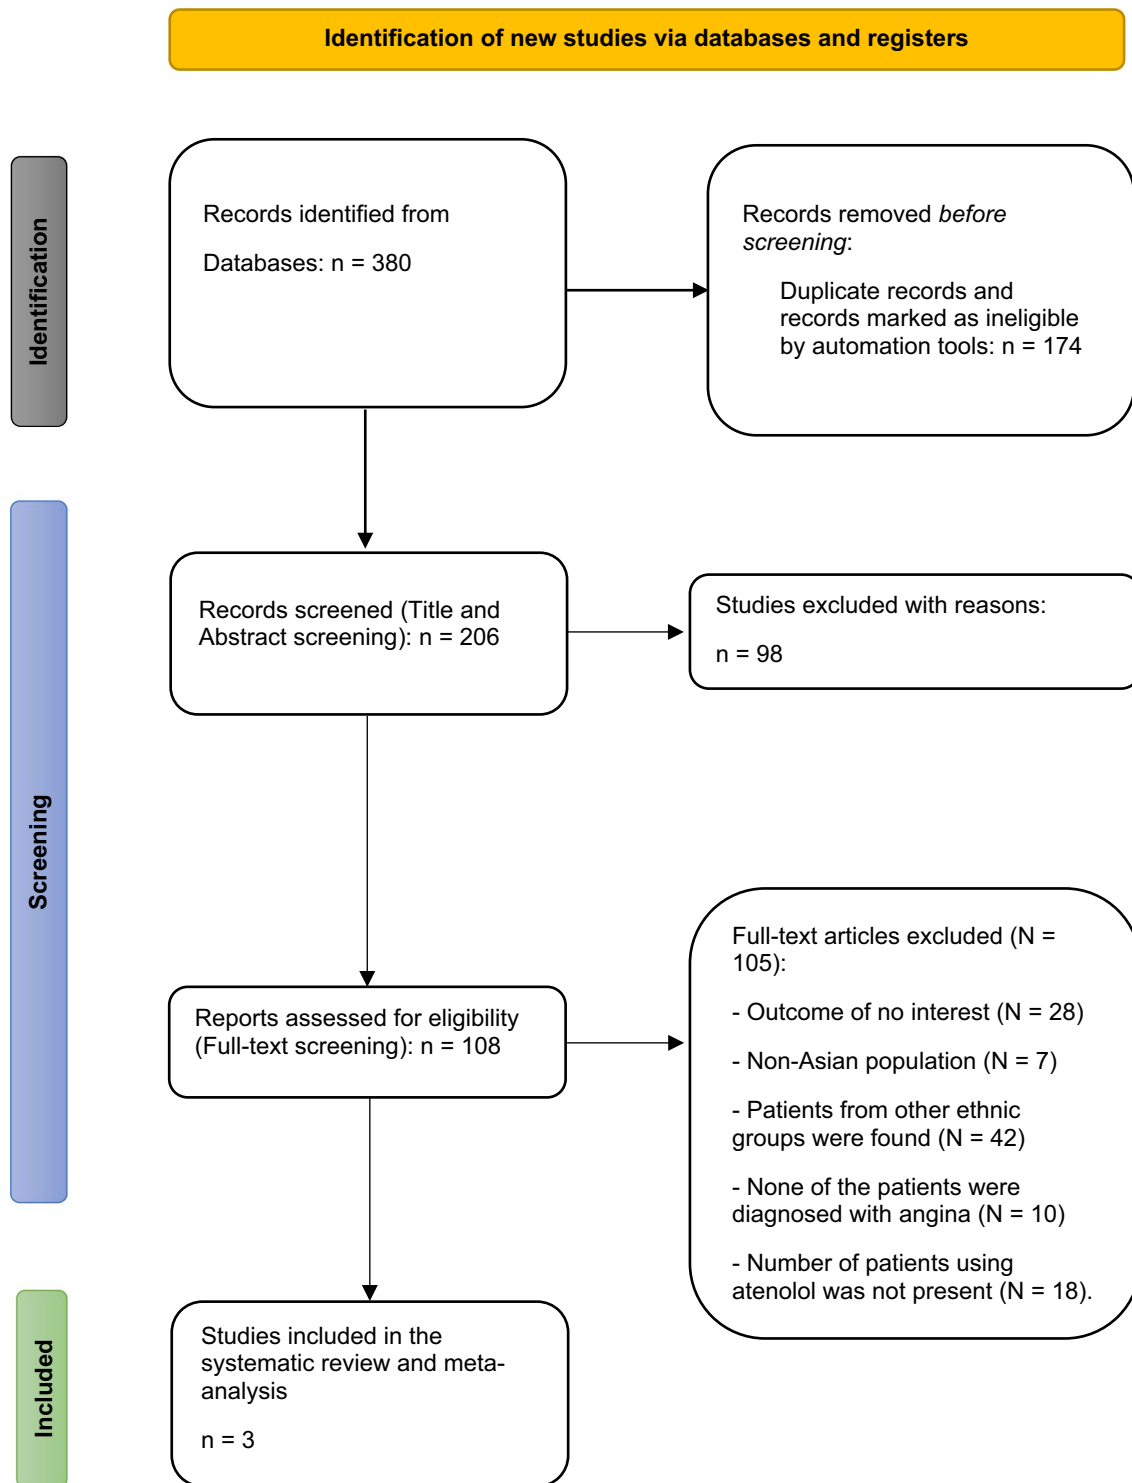 Identification of new studies via databases and registers
Identification
Records identified from
Databases: n = 380
Records removed before
screening:
Duplicate records and
records marked as ineligible
by automation tools: n = 174
Screening
Records screened (Title and
Abstract screening): n = 206
Studies excluded with reasons:
n = 98
Reports assessed for eligibility
(Full-text screening): n = 108
Full-text articles excluded (N =
105):
- Outcome of no interest (N = 28)
- Non-Asian population (N = 7)
- Patients from other ethnic
groups were found (N = 42)
- None of the patients were
diagnosed with angina (N = 10)
- Number of patients using
atenolol was not present (N = 18).
Included
Studies included in the
systematic review and meta-
analysis
n = 3